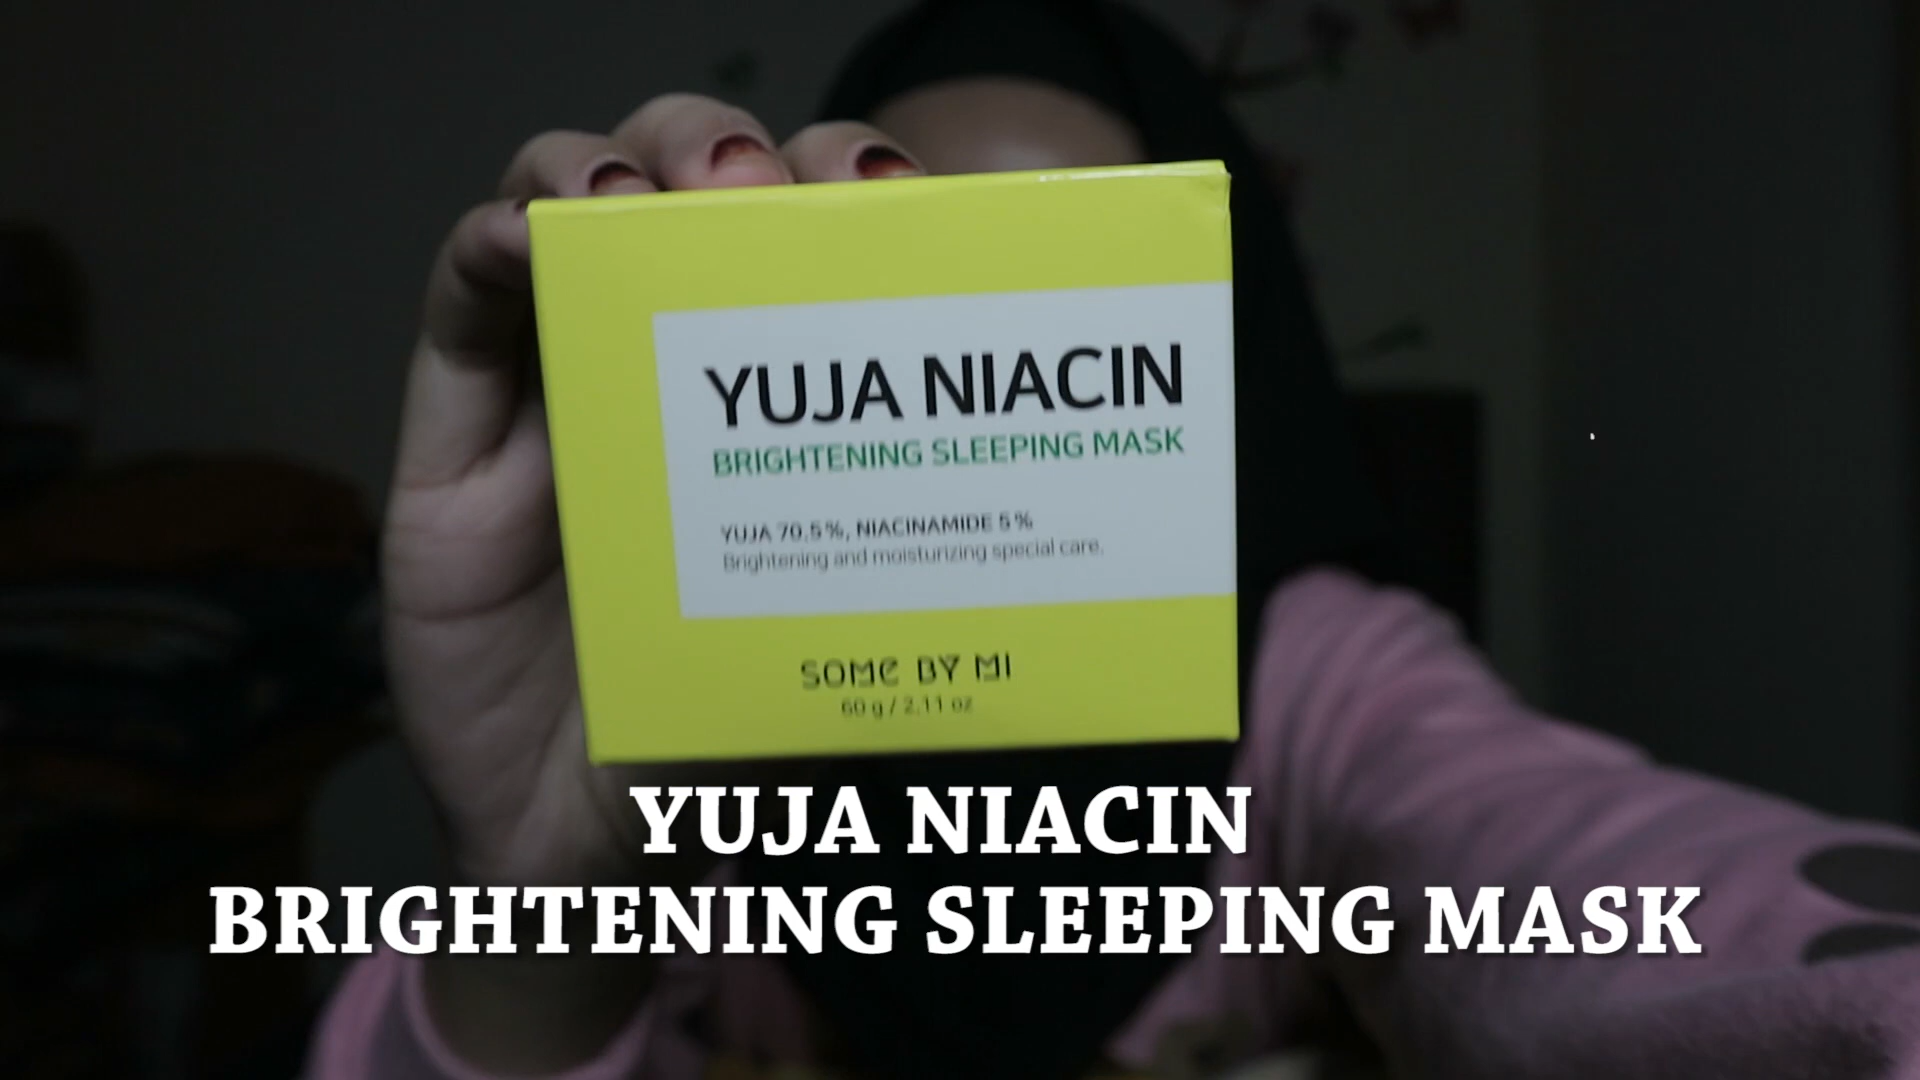 YUJA NIACIN
BRIGHTENING SLEEPING MASK
YUJA 70.5%, NIACINAMIDE 5%
Brightening and moisturizing special care.
SOME BY MI
60 g / 2.11 oz
YUJA NIACIN
BRIGHTENING SLEEPING MASK